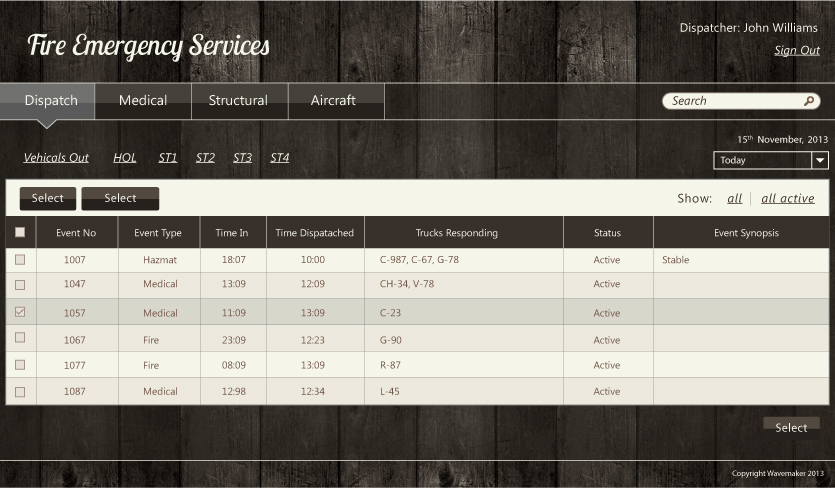 Fire Emergency Services
Dispatcher: John Williams
Sign Out
Dispatch Medical Structural Aircraft
Search
15th November, 2013
Vehicals Out HOL ST1 ST2 ST3 ST4
Today
Select Select
Show: all all active
Event No Event Type Time In Time Dispatached Trucks Responding Status Event Synopsis
1007 Hazmat 18:07 10:00 C-987, C-67, G-78 Active Stable
1047 Medical 13:09 12:09 CH-34, V-78 Active
1057 Medical 11:09 13:09 C-23 Active
1067 Fire 23:09 12:23 G-90 Active
1077 Fire 08:09 13:09 R-87 Active
1087 Medical 12:98 12:34 L-45 Active
Select
Copyright Wavemaker 2013